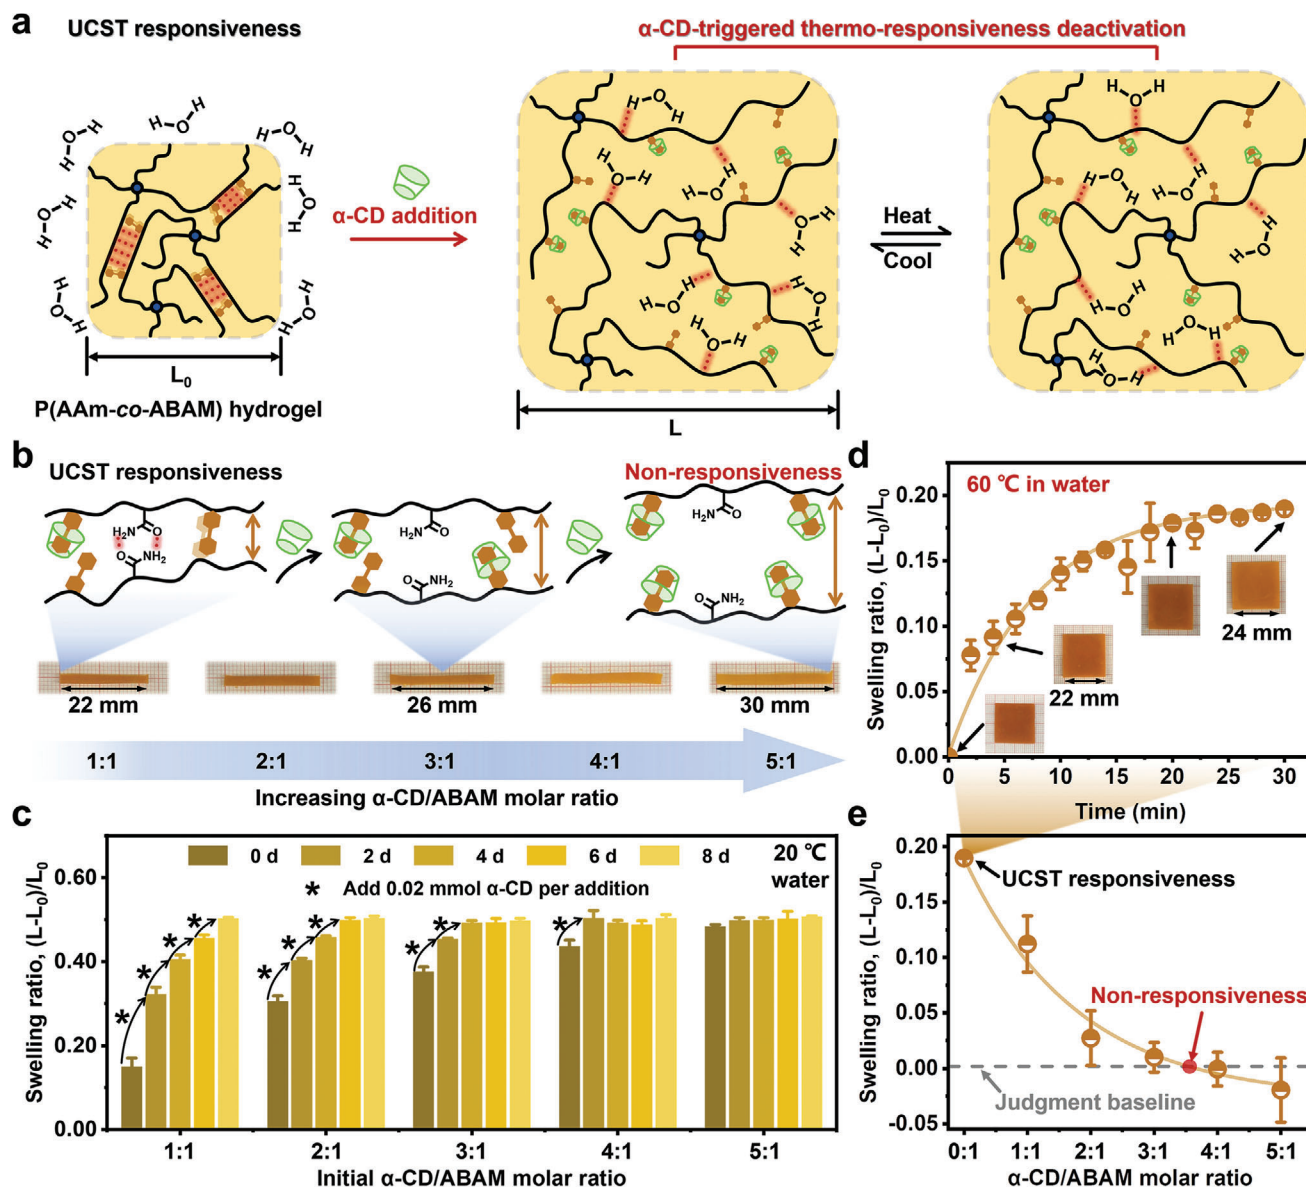 a
UCST responsiveness
α-CD-triggered thermo-responsiveness deactivation
H O H
H O H
H O H
H O H
H O H
H O H
H O H
L₀
P(AAm-co-ABAM) hydrogel
α-CD addition
H O H
H O H
H O H
H O H
H O H
H O H
H O H
L
Heat
Cool
H O H
H O H
H O H
H O H
H O H
H O H
H O H
b
UCST responsiveness
Non-responsiveness
H₂N O
O NH₂
H₂N O
O NH₂
H₂N O
O NH₂
22 mm
26 mm
30 mm
1:1 2:1 3:1 4:1 5:1
Increasing α-CD/ABAM molar ratio
c
0 d 2 d 4 d 6 d 8 d
20 ℃
water
* Add 0.02 mmol α-CD per addition
* * * *
* * *
* *
*
Swelling ratio, (L-L₀)/L₀
0.60
0.40
0.20
0.00
1:1 2:1 3:1 4:1 5:1
Initial α-CD/ABAM molar ratio
d
60 ℃ in water
Swelling ratio, (L-L₀)/L₀
0.20
0.15
0.10
0.05
0.00
22 mm
24 mm
0 5 10 15 20 25 30
Time (min)
e
Swelling ratio, (L-L₀)/L₀
0.20
0.15
0.10
0.05
0.00
-0.05
UCST responsiveness
Non-responsiveness
Judgment baseline
0:1 1:1 2:1 3:1 4:1 5:1
α-CD/ABAM molar ratio